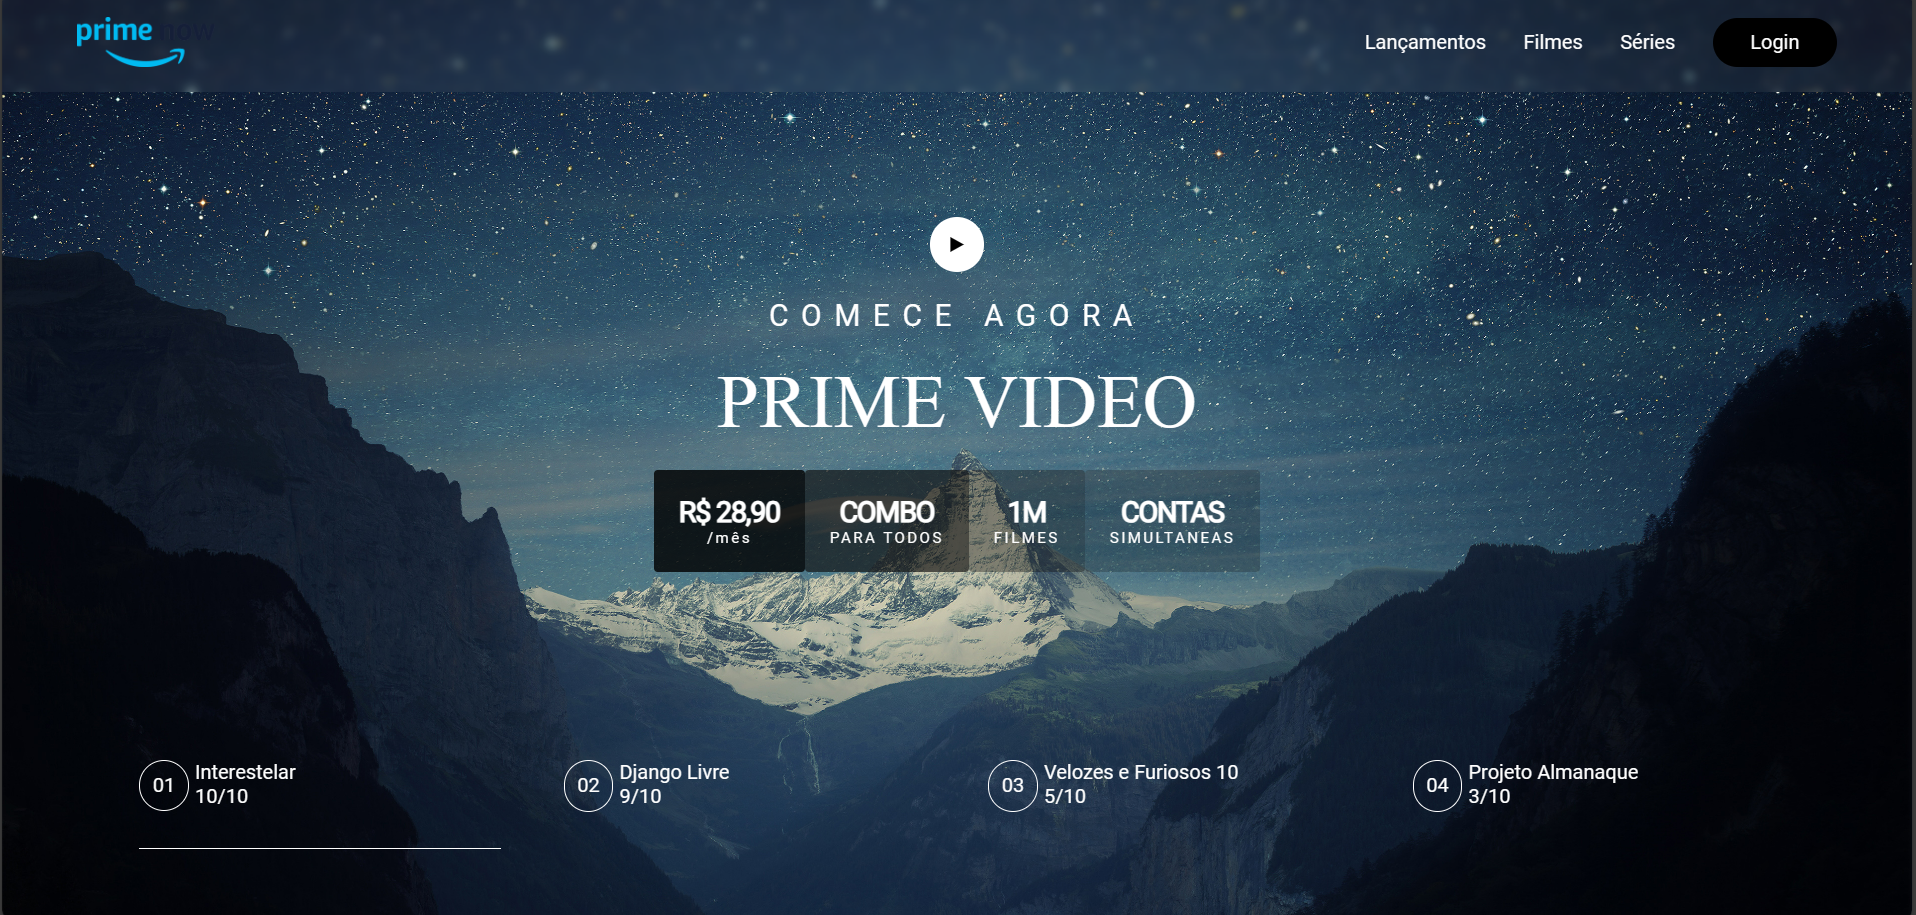 prime now
Lançamentos
Filmes
Séries
Login
COMECE AGORA
PRIME VIDEO
R$ 28,90
/mês
COMBO
PARA TODOS
1M
FILMES
CONTAS
SIMULTANEAS
01
Interestelar
10/10
02
Django Livre
9/10
03
Velozes e Furiosos 10
5/10
04
Projeto Almanaque
3/10